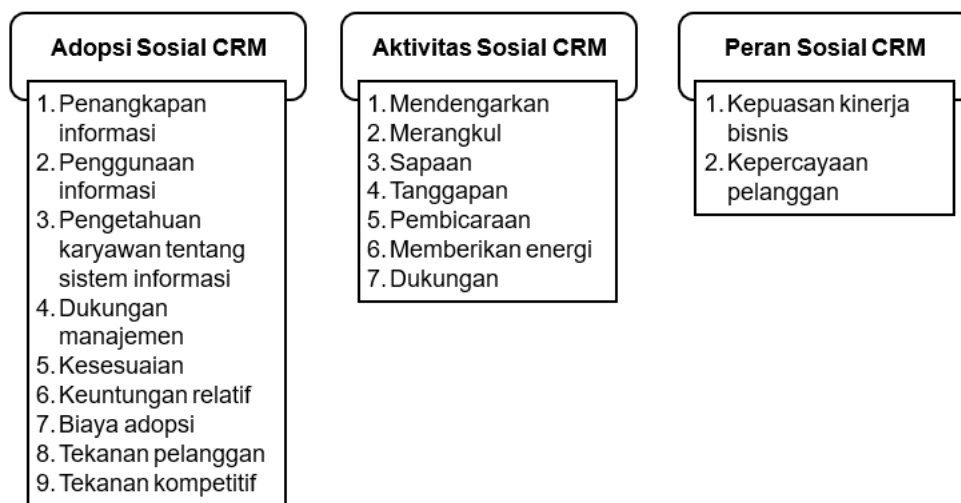 Adopsi Sosial CRM
1. Penangkapan
informasi
2. Penggunaan
informasi
3. Pengetahuan
karyawan tentang
sistem informasi
4. Dukungan
manajemen
5. Kesesuaian
6. Keuntungan relatif
7. Biaya adopsi
8. Tekanan pelanggan
9. Tekanan kompetitif
Aktivitas Sosial CRM
1. Mendengarkan
2. Merangkul
3. Sapaan
4. Tanggapan
5. Pembicaraan
6. Memberikan energi
7. Dukungan
Peran Sosial CRM
1. Kepuasan kinerja
bisnis
2. Kepercayaan
pelanggan